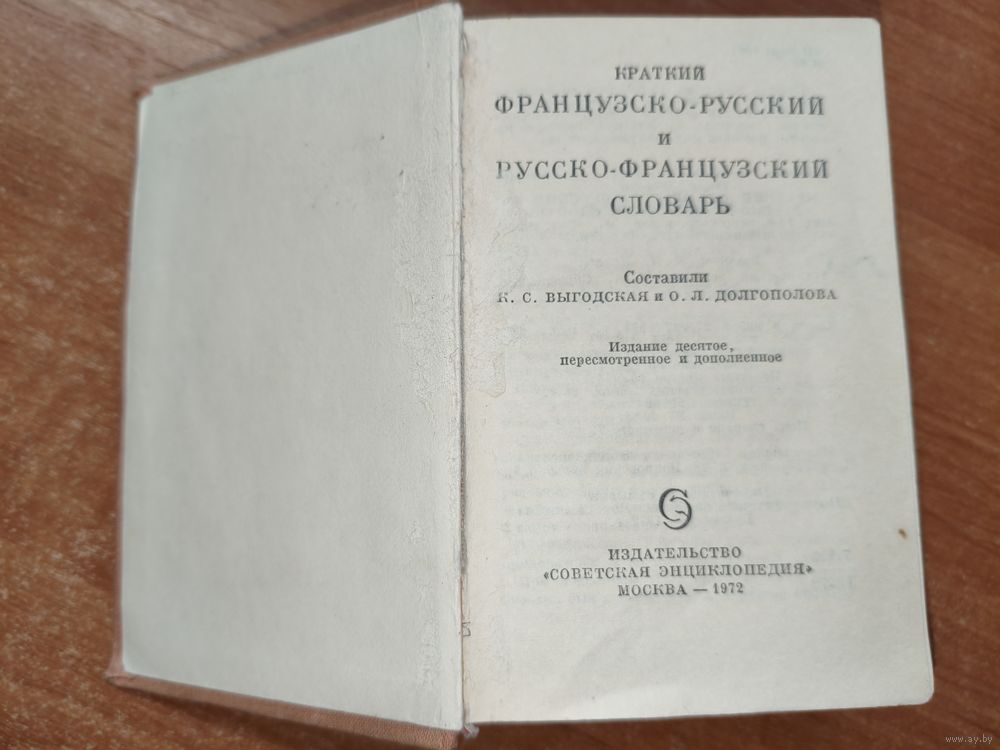 КРАТКИЙ
ФРАНЦУЗСКО-РУССКИЙ
И
РУССКО-ФРАНЦУЗСКИЙ
СЛОВАРЬ
Составили
К. С. ВЫГОДСКАЯ и О. Л. ДОЛГОПОЛОВА
Издание десятое,
пересмотренное и дополненное
ИЗДАТЕЛЬСТВО
«СОВЕТСКАЯ ЭНЦИКЛОПЕДИЯ»
МОСКВА — 1972
www.ay.by